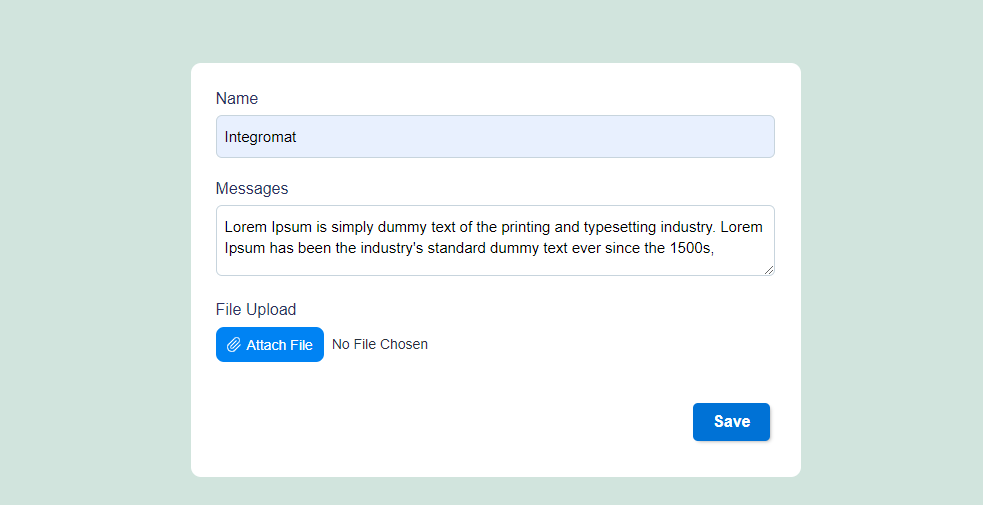 Name
Integromat
Messages
Lorem Ipsum is simply dummy text of the printing and typesetting industry. Lorem
Ipsum has been the industry's standard dummy text ever since the 1500s,
File Upload
Attach File No File Chosen
Save